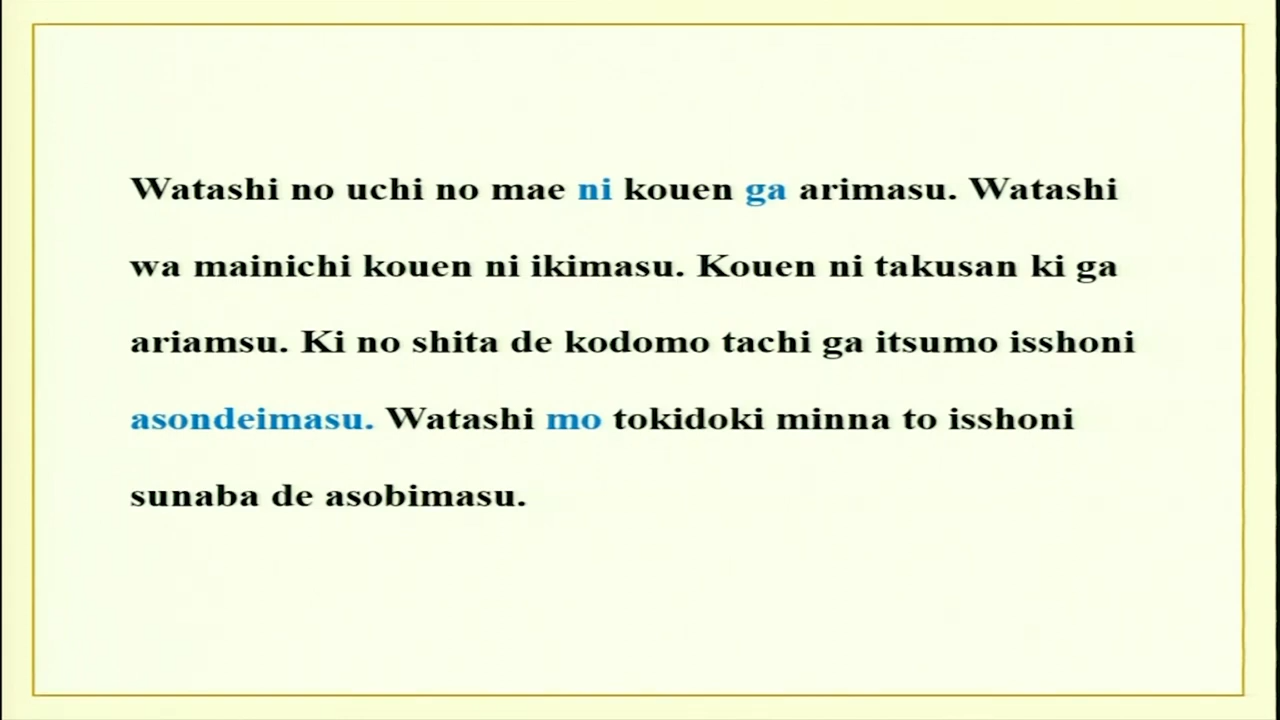 Watashi no uchi no mae ni kouen ga arimasu. Watashi
wa mainichi kouen ni ikimasu. Kouen ni takusan ki ga
ariamsu. Ki no shita de kodomo tachi ga itsumo isshoni
asondeimasu. Watashi mo tokidoki minna to isshoni
sunaba de asobimasu.